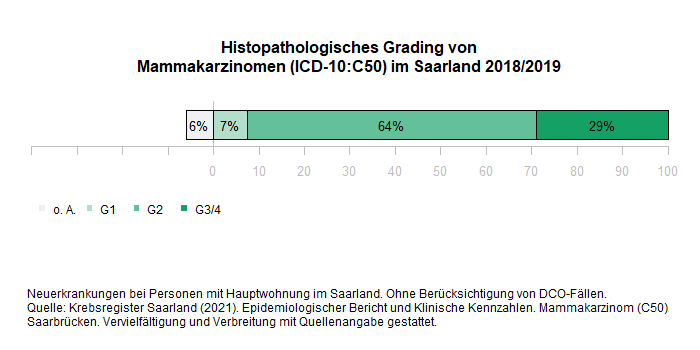 Histopathologisches Grading von
Mammakarzinomen (ICD-10:C50) im Saarland 2018/2019
6% 7% 64% 29%
0 10 20 30 40 50 60 70 80 90 100
o. A. G1 G2 G3/4
Neuerkrankungen bei Personen mit Hauptwohnung im Saarland. Ohne Berücksichtigung von DCO-Fällen.
Quelle: Krebsregister Saarland (2021). Epidemiologischer Bericht und Klinische Kennzahlen. Mammakarzinom (C50)
Saarbrücken. Vervielfältigung und Verbreitung mit Quellenangabe gestattet.